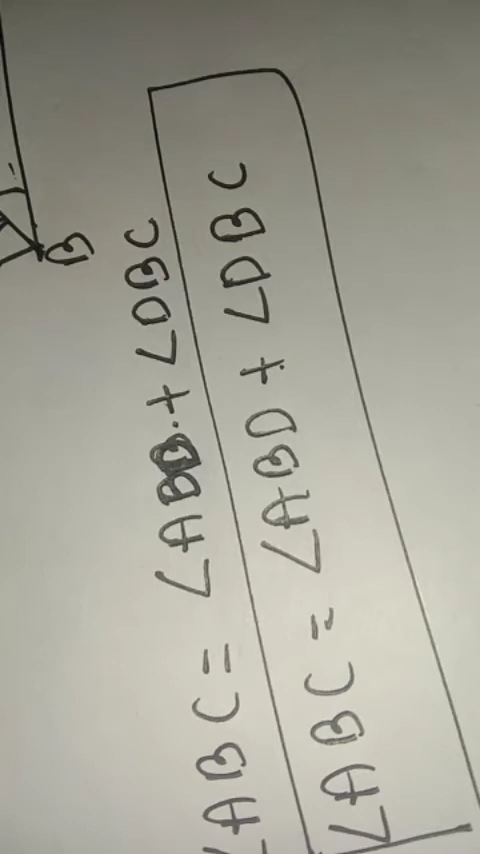 B
∠ABC = ∠ABD + ∠DBC
∠ABC = ∠ABD + ∠DBC